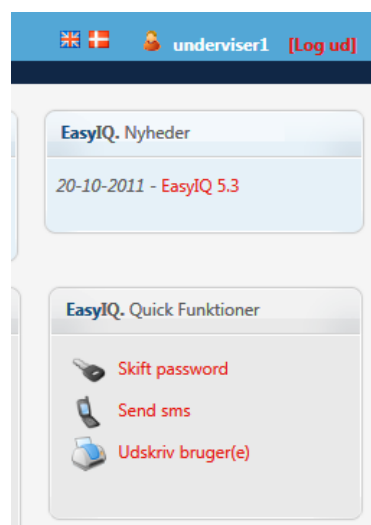 underviser1 [Log ud]
EasyIQ. Nyheder
20-10-2011 - EasyIQ 5.3
EasyIQ. Quick Funktioner
Skift password
Send sms
Udskriv bruger(e)